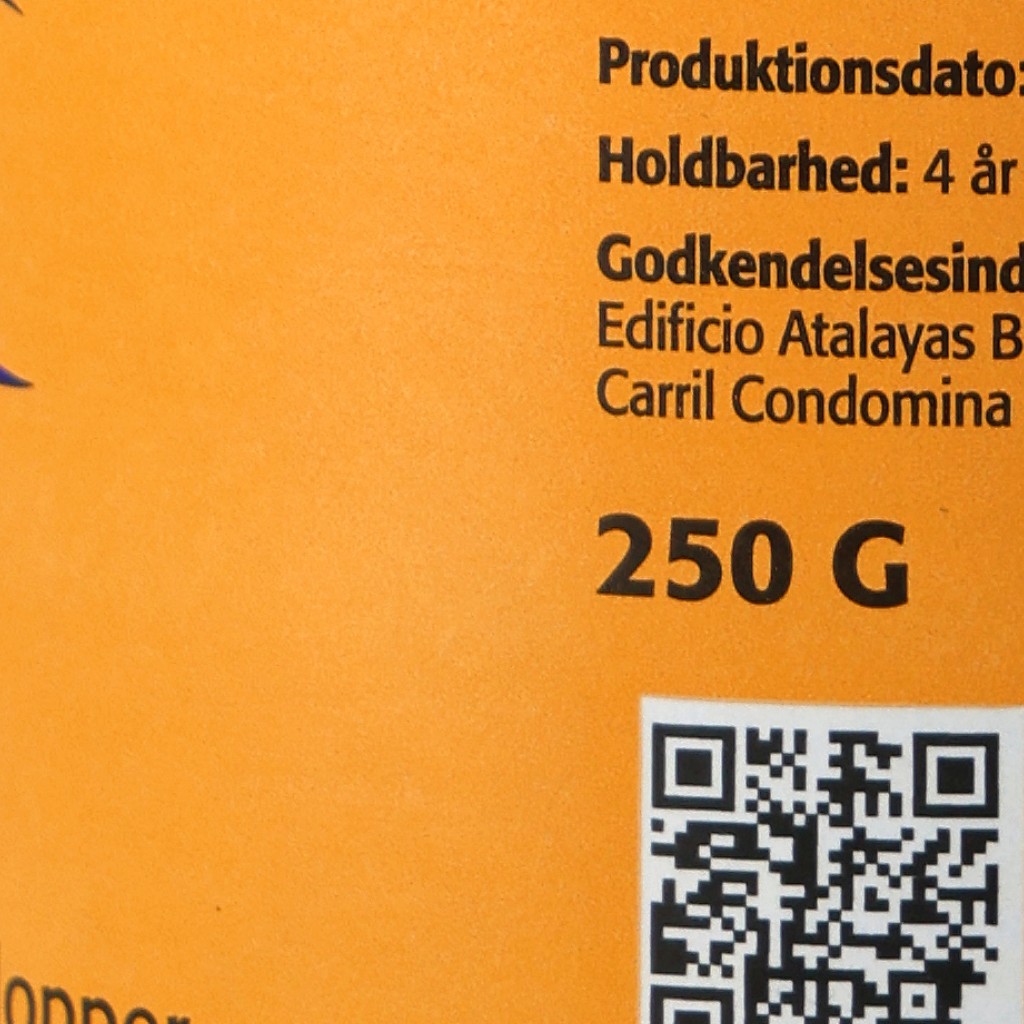 Produktionsdato:
Holdbarhed: 4 år
Edificio Atalayas
Carril Condomina
250 G